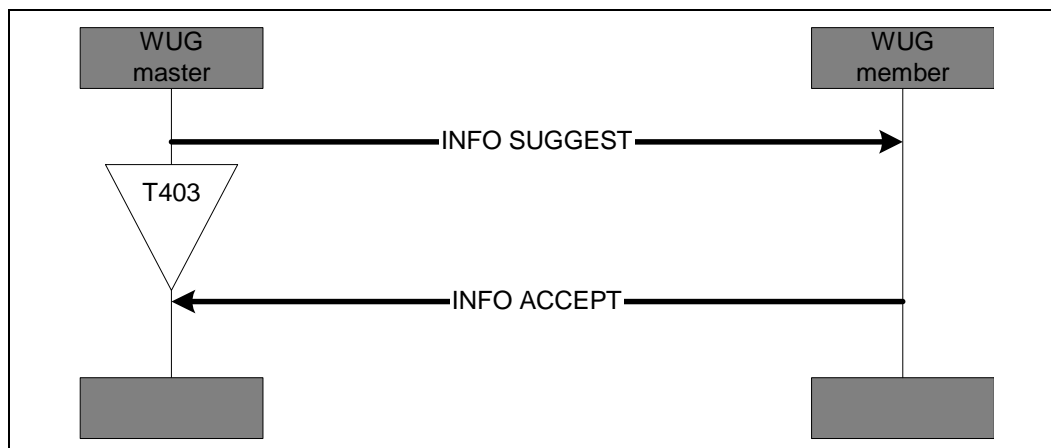 WUG
master
WUG
member
INFO SUGGEST
T403
INFO ACCEPT